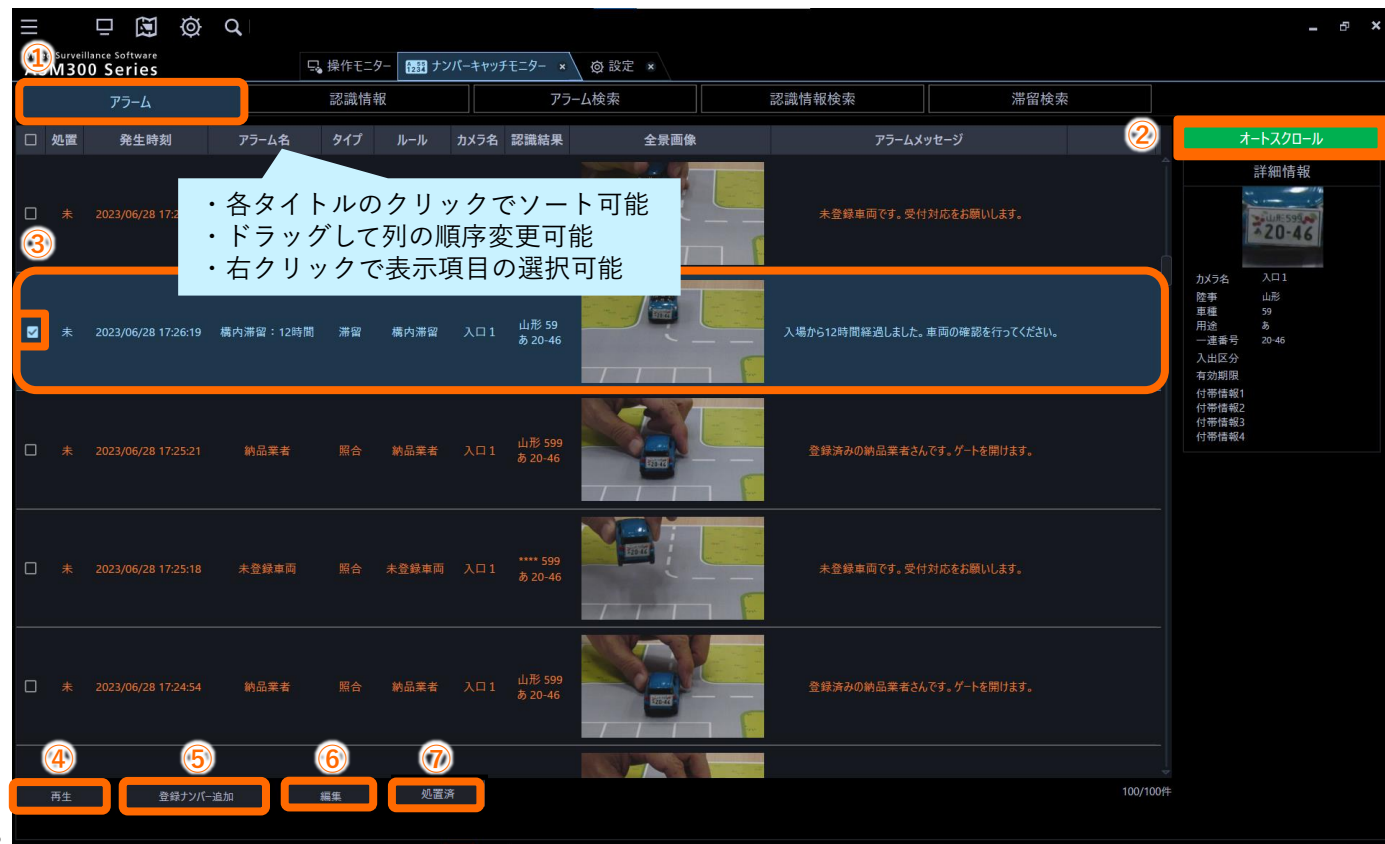 ①
Surveillance Software
ASM300 Series
操作モニター
ナンバーキャッチモニター ×
設定 ×
アラーム
認識情報
アラーム検索
認識情報検索
滞留検索
処置 発生時刻 アラーム名 タイプ ルール カメラ名 認識結果 全景画像 アラームメッセージ
②
オートスクロール
詳細情報
・各タイトルのクリックでソート可能
・ドラッグして列の順序変更可能
・右クリックで表示項目の選択可能
未 2023/06/28 17:2
未登録車両です。受付対応をお願いします。
20-46
カメラ名 入口1
陸事 山形
車種 59
用途 あ
一連番号 20-46
入出区分
有効期限
付帯情報1
付帯情報2
付帯情報3
付帯情報4
③
未 2023/06/28 17:26:19 構内滞留：12時間 滞留 構内滞留 入口1 山形 59
あ 20-46
入場から12時間経過しました。車両の確認を行ってください。
未 2023/06/28 17:25:21 納品業者 照合 納品業者 入口1 山形 599
あ 20-46
登録済みの納品業者さんです。ゲートを開けます。
未 2023/06/28 17:25:18 未登録車両 照合 未登録車両 入口1 **** 599
あ 20-46
未登録車両です。受付対応をお願いします。
未 2023/06/28 17:24:54 納品業者 照合 納品業者 入口1 山形 599
あ 20-46
登録済みの納品業者さんです。ゲートを開けます。
④ ⑤ ⑥ ⑦
再生 登録ナンバー追加 編集 処置済
100/100件